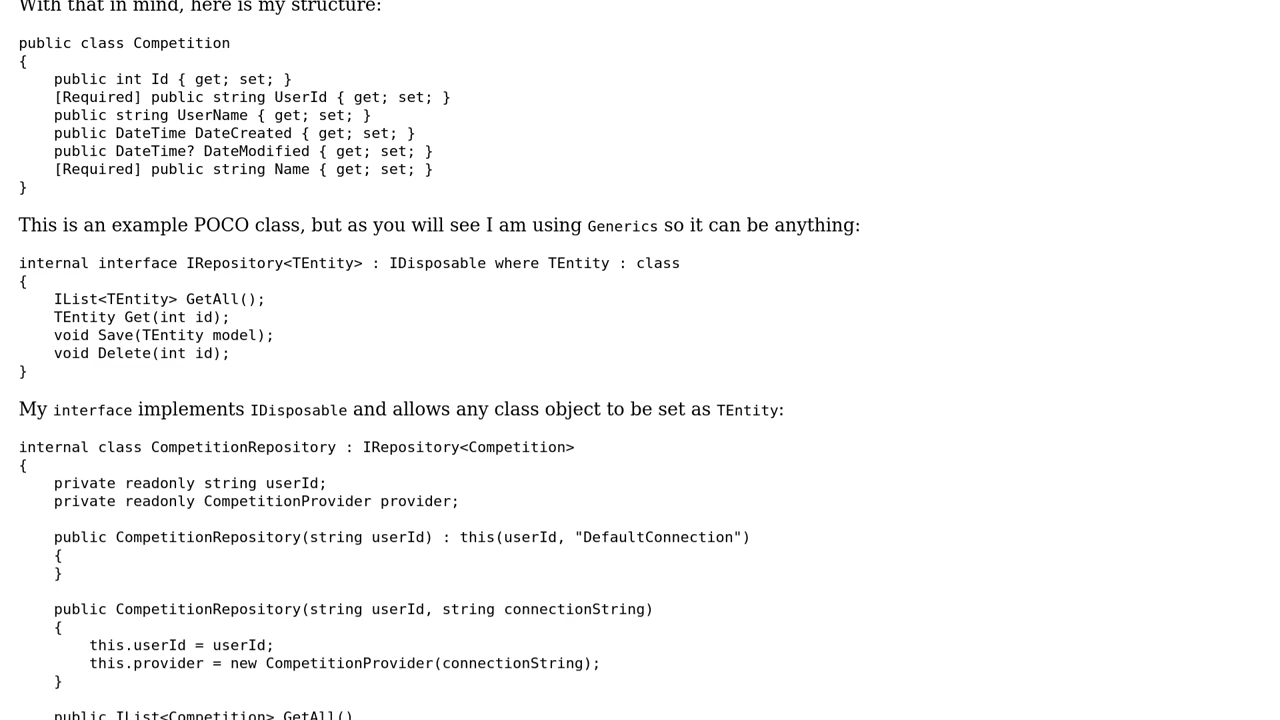 With that in mind, here is my structure:
public class Competition
{
    public int Id { get; set; }
    [Required] public string UserId { get; set; }
    public string UserName { get; set; }
    public DateTime DateCreated { get; set; }
    public DateTime? DateModified { get; set; }
    [Required] public string Name { get; set; }
}
This is an example POCO class, but as you will see I am using Generics so it can be anything:
internal interface IRepository<TEntity> : IDisposable where TEntity : class
{
    IList<TEntity> GetAll();
    TEntity Get(int id);
    void Save(TEntity model);
    void Delete(int id);
}
My interface implements IDisposable and allows any class object to be set as TEntity:
internal class CompetitionRepository : IRepository<Competition>
{
    private readonly string userId;
    private readonly CompetitionProvider provider;
    public CompetitionRepository(string userId) : this(userId, "DefaultConnection")
    {
    }
    public CompetitionRepository(string userId, string connectionString)
    {
        this.userId = userId;
        this.provider = new CompetitionProvider(connectionString);
    }
    public IList<Competition> GetAll()